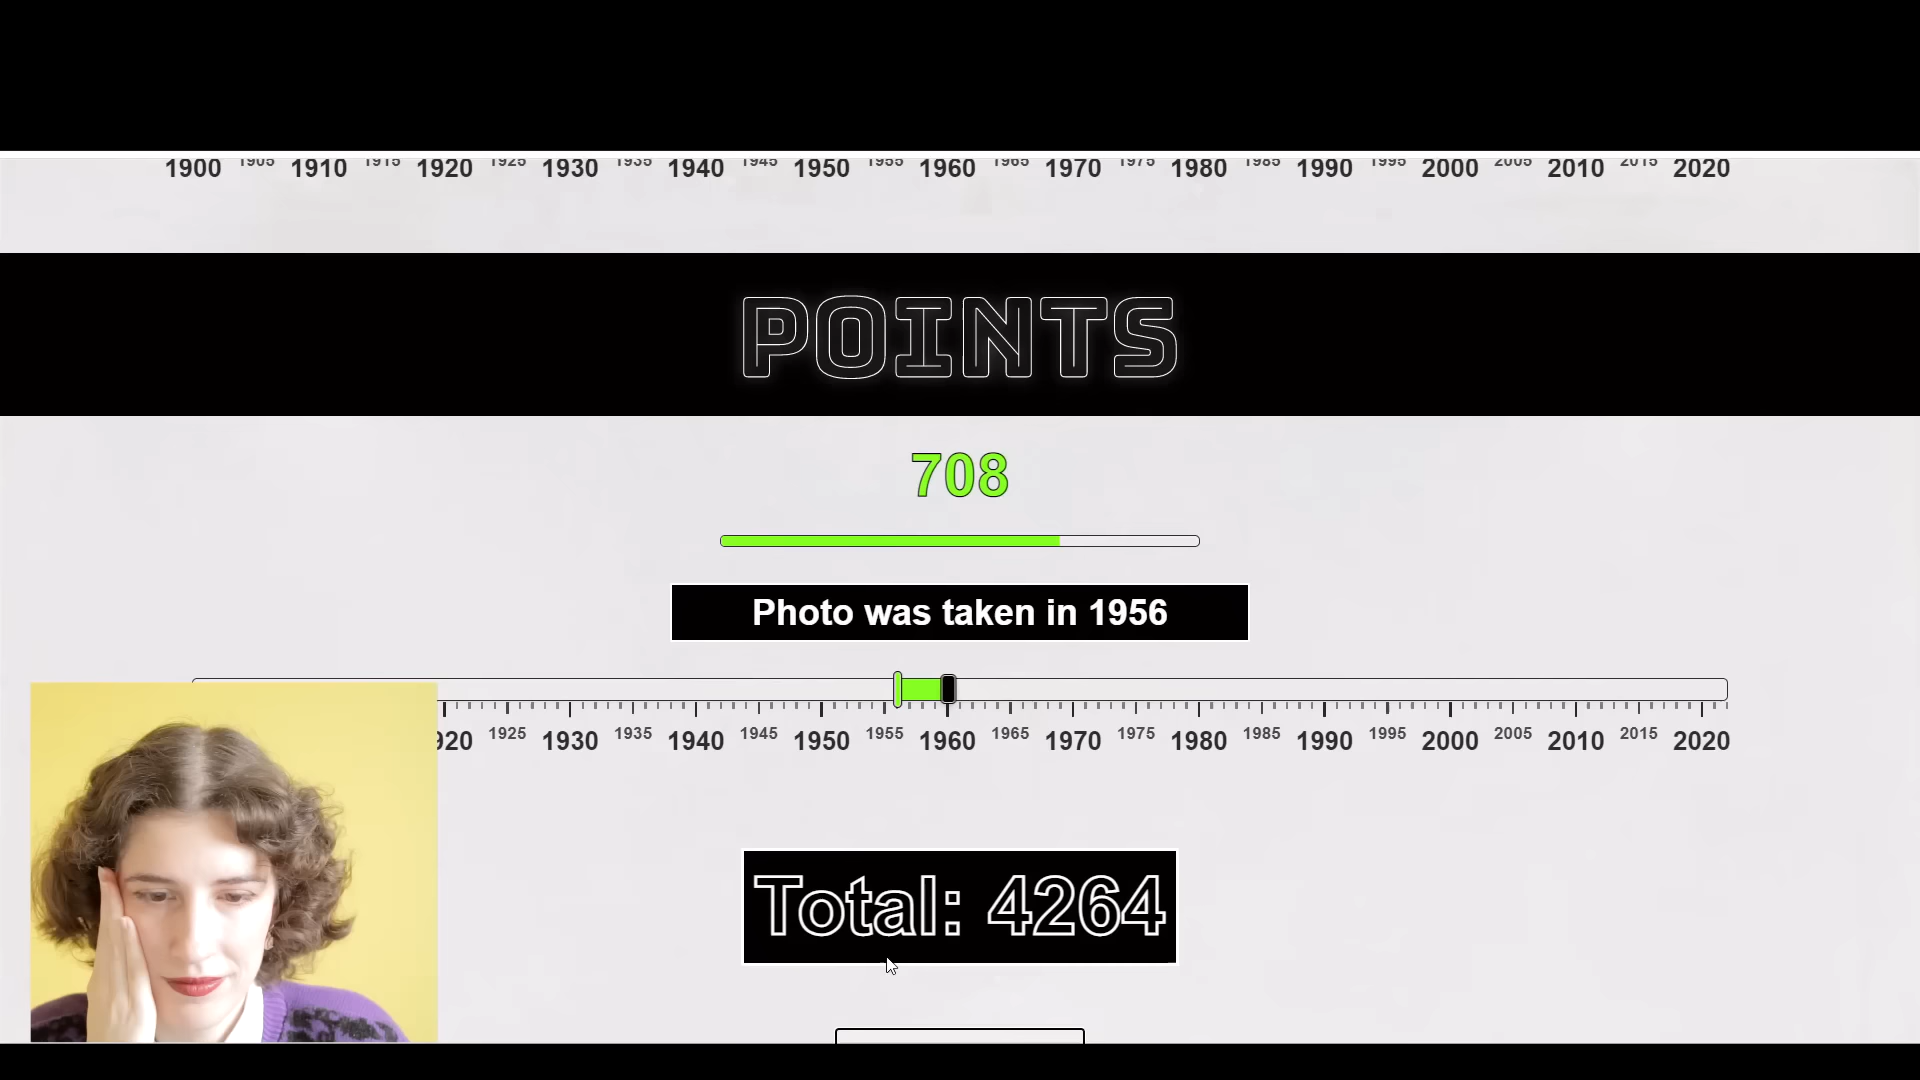 1900 1905 1910 1915 1920 1925 1930 1935 1940 1945 1950 1955 1960 1965 1970 1975 1980 1985 1990 1995 2000 2005 2010 2015 2020
POINTS
708
Photo was taken in 1956
920 1925 1930 1935 1940 1945 1950 1955 1960 1965 1970 1975 1980 1985 1990 1995 2000 2005 2010 2015 2020
Total: 4264